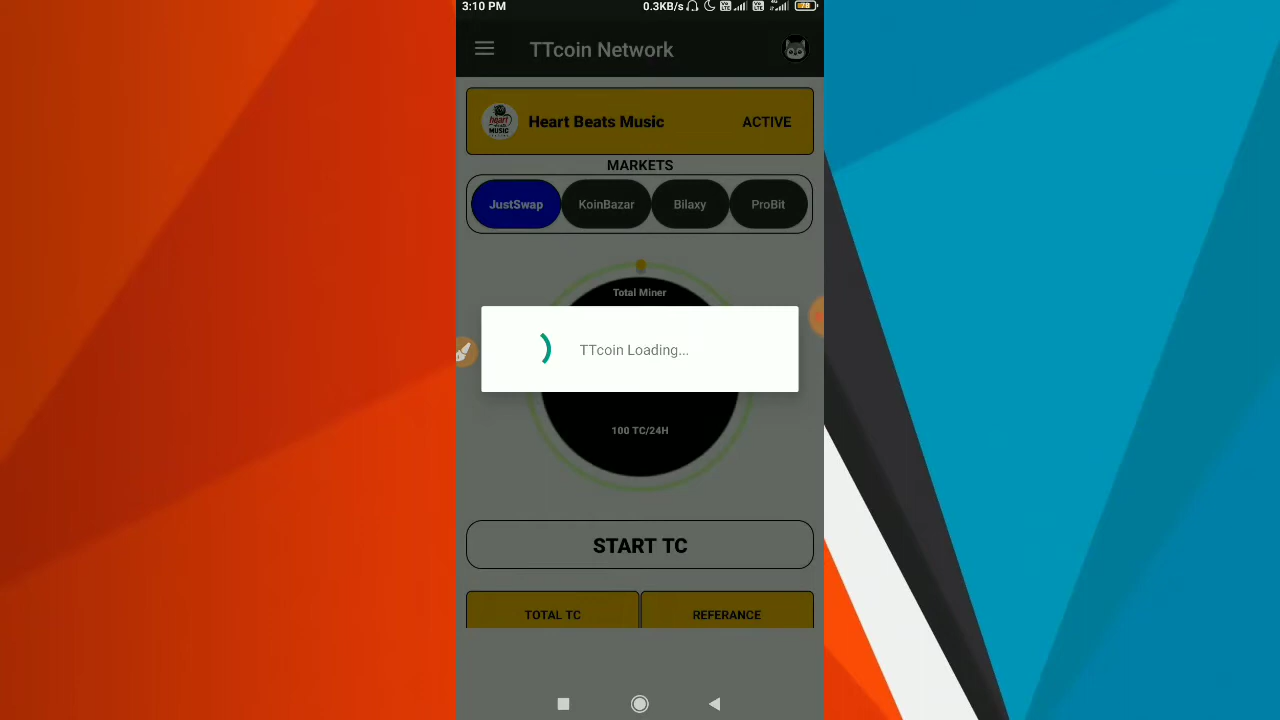 3:10 PM 0.3KB/s 78
TTcoin Network
Heart Beats Music ACTIVE
MARKETS
JustSwap KoinBazar Bilaxy ProBit
Total Miner
TTcoin Loading...
100 TC/24H
START TC
TOTAL TC REFERANCE